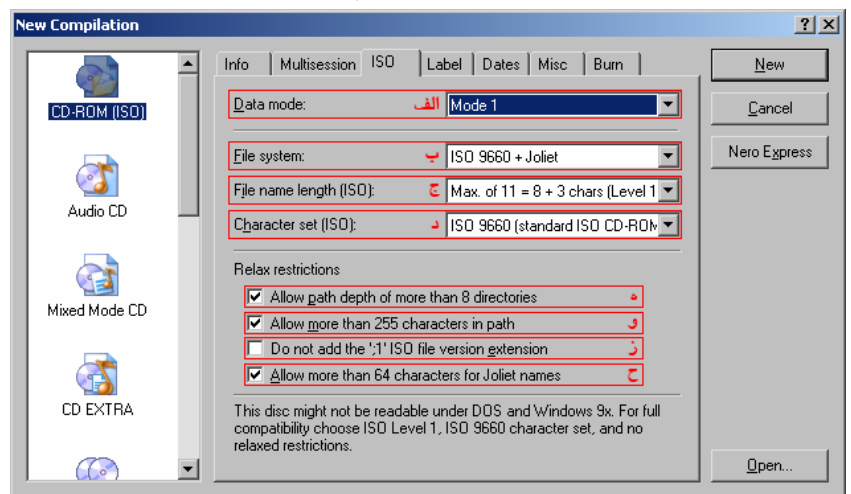 New Compilation
CD-ROM (ISO)
Audio CD
Mixed Mode CD
CD EXTRA
Info Multisession ISO Label Dates Misc Burn
Data mode: الف Mode 1
File system: ب ISO 9660 + Joliet
File name length (ISO): ج Max. of 11 = 8 + 3 chars (Level 1
Character set (ISO): د ISO 9660 (standard ISO CD-ROM
Relax restrictions
Allow path depth of more than 8 directories ه
Allow more than 255 characters in path و
Do not add the ';1' ISO file version extension ز
Allow more than 64 characters for Joliet names ح
This disc might not be readable under DOS and Windows 9x. For full
compatibility choose ISO Level 1, ISO 9660 character set, and no
relaxed restrictions.
New
Cancel
Nero Express
Open...